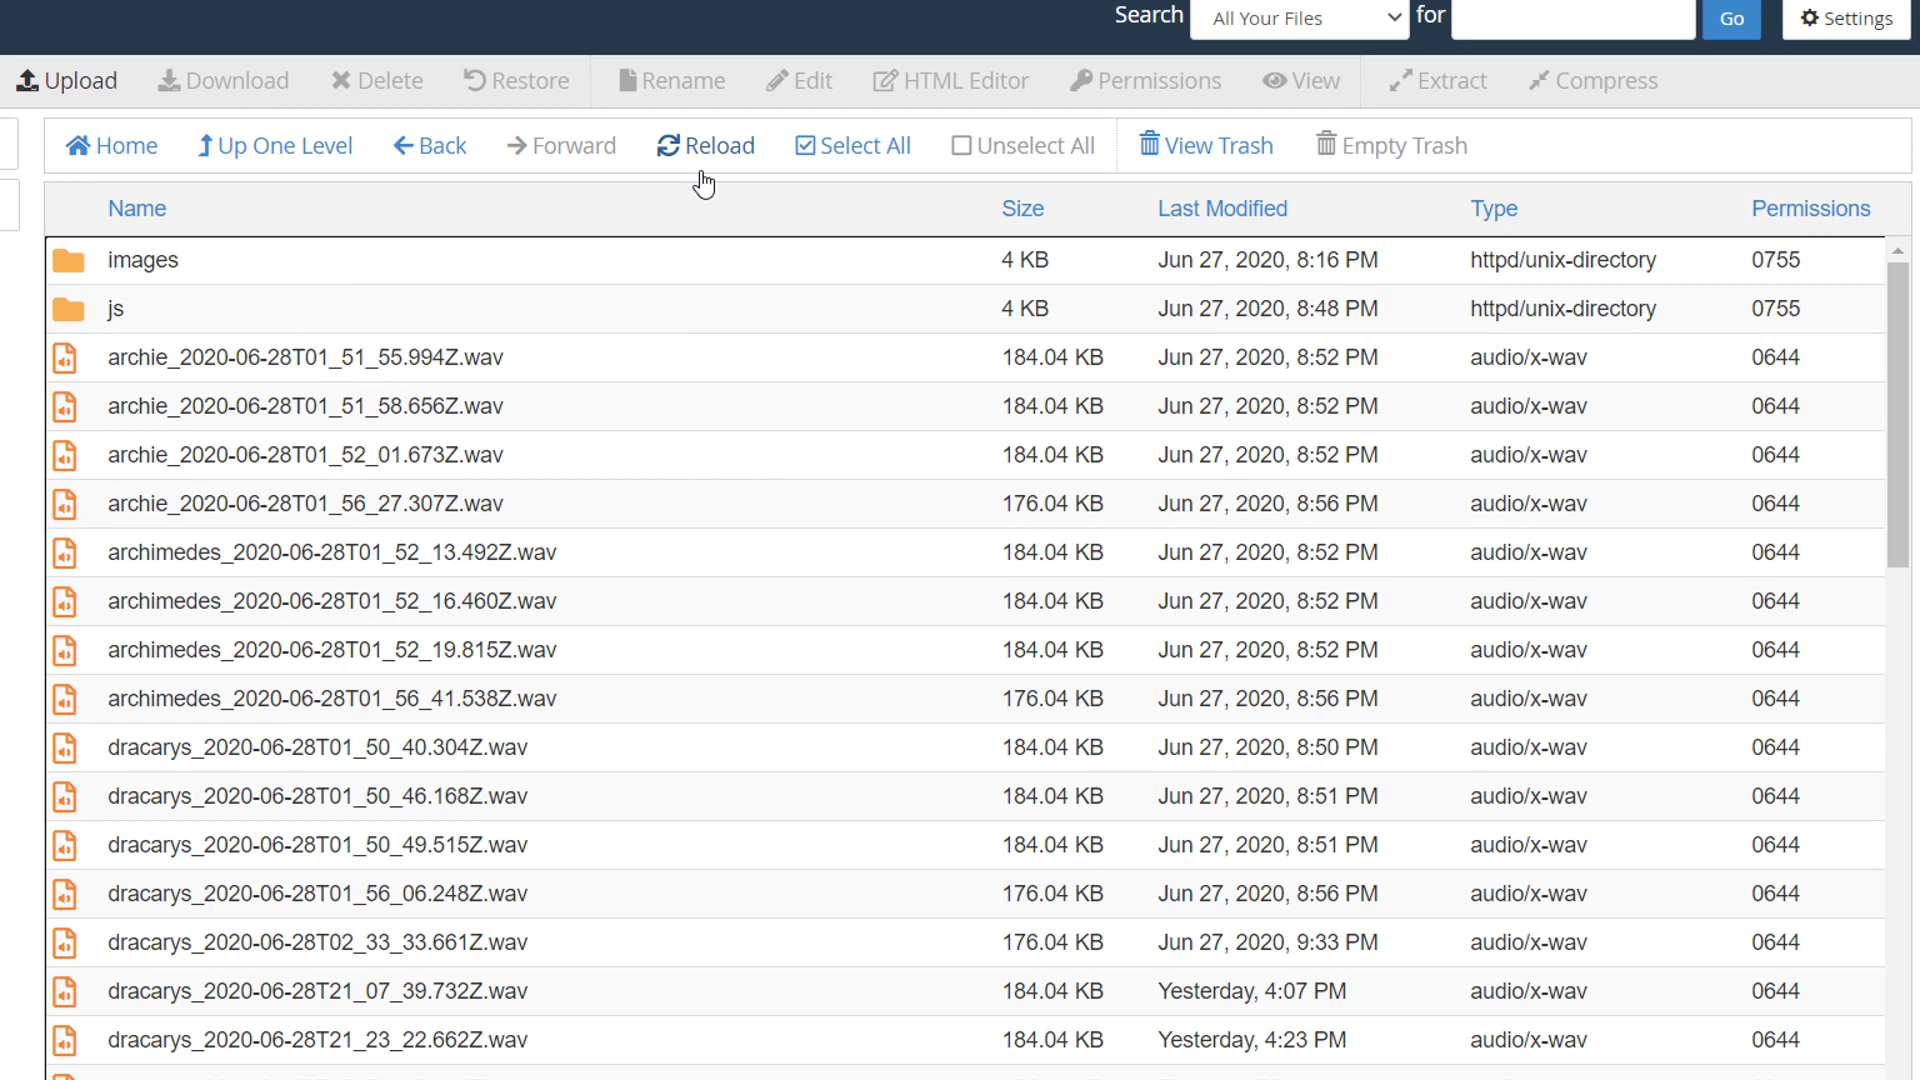 Search All Your Files for Go Settings
Upload Download Delete Restore Rename Edit HTML Editor Permissions View Extract Compress
Home Up One Level Back Forward Reload Select All Unselect All View Trash Empty Trash
Name Size Last Modified Type Permissions
images 4 KB Jun 27, 2020, 8:16 PM httpd/unix-directory 0755
js 4 KB Jun 27, 2020, 8:48 PM httpd/unix-directory 0755
archie_2020-06-28T01_51_55.994Z.wav 184.04 KB Jun 27, 2020, 8:52 PM audio/x-wav 0644
archie_2020-06-28T01_51_58.656Z.wav 184.04 KB Jun 27, 2020, 8:52 PM audio/x-wav 0644
archie_2020-06-28T01_52_01.673Z.wav 184.04 KB Jun 27, 2020, 8:52 PM audio/x-wav 0644
archie_2020-06-28T01_56_27.307Z.wav 176.04 KB Jun 27, 2020, 8:56 PM audio/x-wav 0644
archimedes_2020-06-28T01_52_13.492Z.wav 184.04 KB Jun 27, 2020, 8:52 PM audio/x-wav 0644
archimedes_2020-06-28T01_52_16.460Z.wav 184.04 KB Jun 27, 2020, 8:52 PM audio/x-wav 0644
archimedes_2020-06-28T01_52_19.815Z.wav 184.04 KB Jun 27, 2020, 8:52 PM audio/x-wav 0644
archimedes_2020-06-28T01_56_41.538Z.wav 176.04 KB Jun 27, 2020, 8:56 PM audio/x-wav 0644
dracarys_2020-06-28T01_50_40.304Z.wav 184.04 KB Jun 27, 2020, 8:50 PM audio/x-wav 0644
dracarys_2020-06-28T01_50_46.168Z.wav 184.04 KB Jun 27, 2020, 8:51 PM audio/x-wav 0644
dracarys_2020-06-28T01_50_49.515Z.wav 184.04 KB Jun 27, 2020, 8:51 PM audio/x-wav 0644
dracarys_2020-06-28T01_56_06.248Z.wav 176.04 KB Jun 27, 2020, 8:56 PM audio/x-wav 0644
dracarys_2020-06-28T02_33_33.661Z.wav 176.04 KB Jun 27, 2020, 9:33 PM audio/x-wav 0644
dracarys_2020-06-28T21_07_39.732Z.wav 184.04 KB Yesterday, 4:07 PM audio/x-wav 0644
dracarys_2020-06-28T21_23_22.662Z.wav 184.04 KB Yesterday, 4:23 PM audio/x-wav 0644